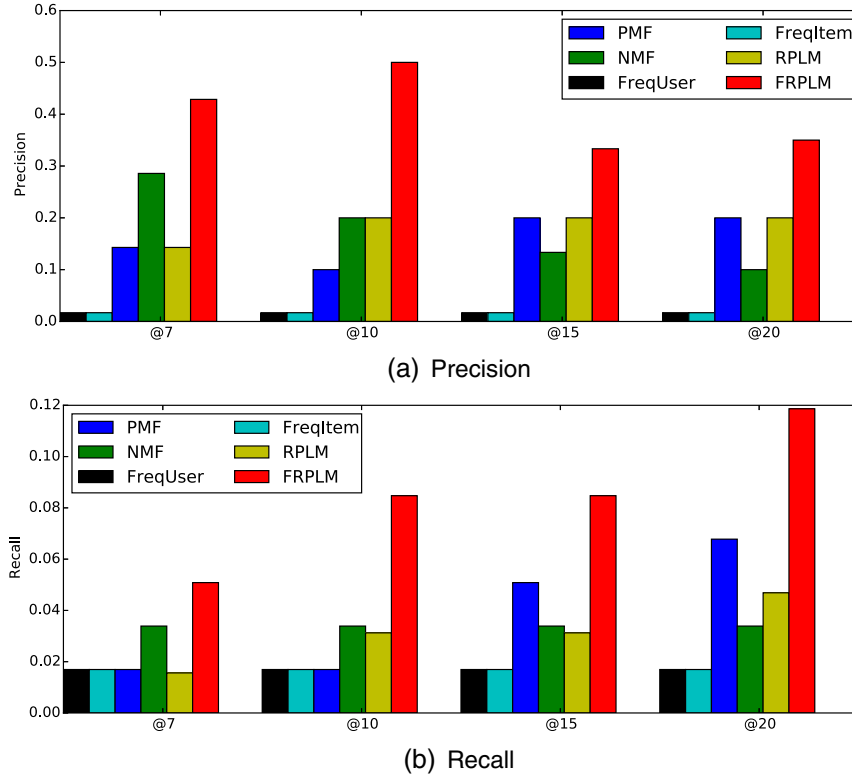 0.6
0.5
0.4
0.3
0.2
0.1
0.0
Precision
PMF
NMF
FreqUser
FreqItem
RPLM
FRPLM
@7 @10 @15 @20
(a) Precision
0.12
0.10
0.08
0.06
0.04
0.02
0.00
Recall
PMF
NMF
FreqUser
FreqItem
RPLM
FRPLM
@7 @10 @15 @20
(b) Recall